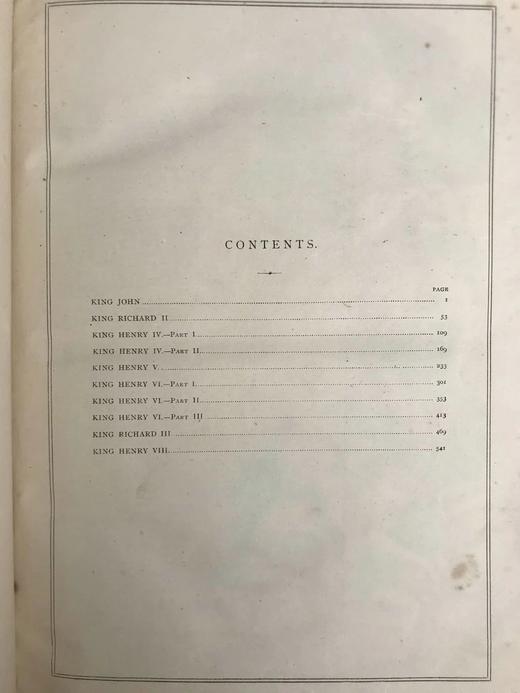 CONTENTS.
PAGE
KING JOHN 1
KING RICHARD II 53
KING HENRY IV.—Part I. 109
KING HENRY IV.—Part II. 169
KING HENRY V. 233
KING HENRY VI.—Part I. 301
KING HENRY VI.—Part II. 353
KING HENRY VI.—Part III 413
KING RICHARD III 469
KING HENRY VIII. 541